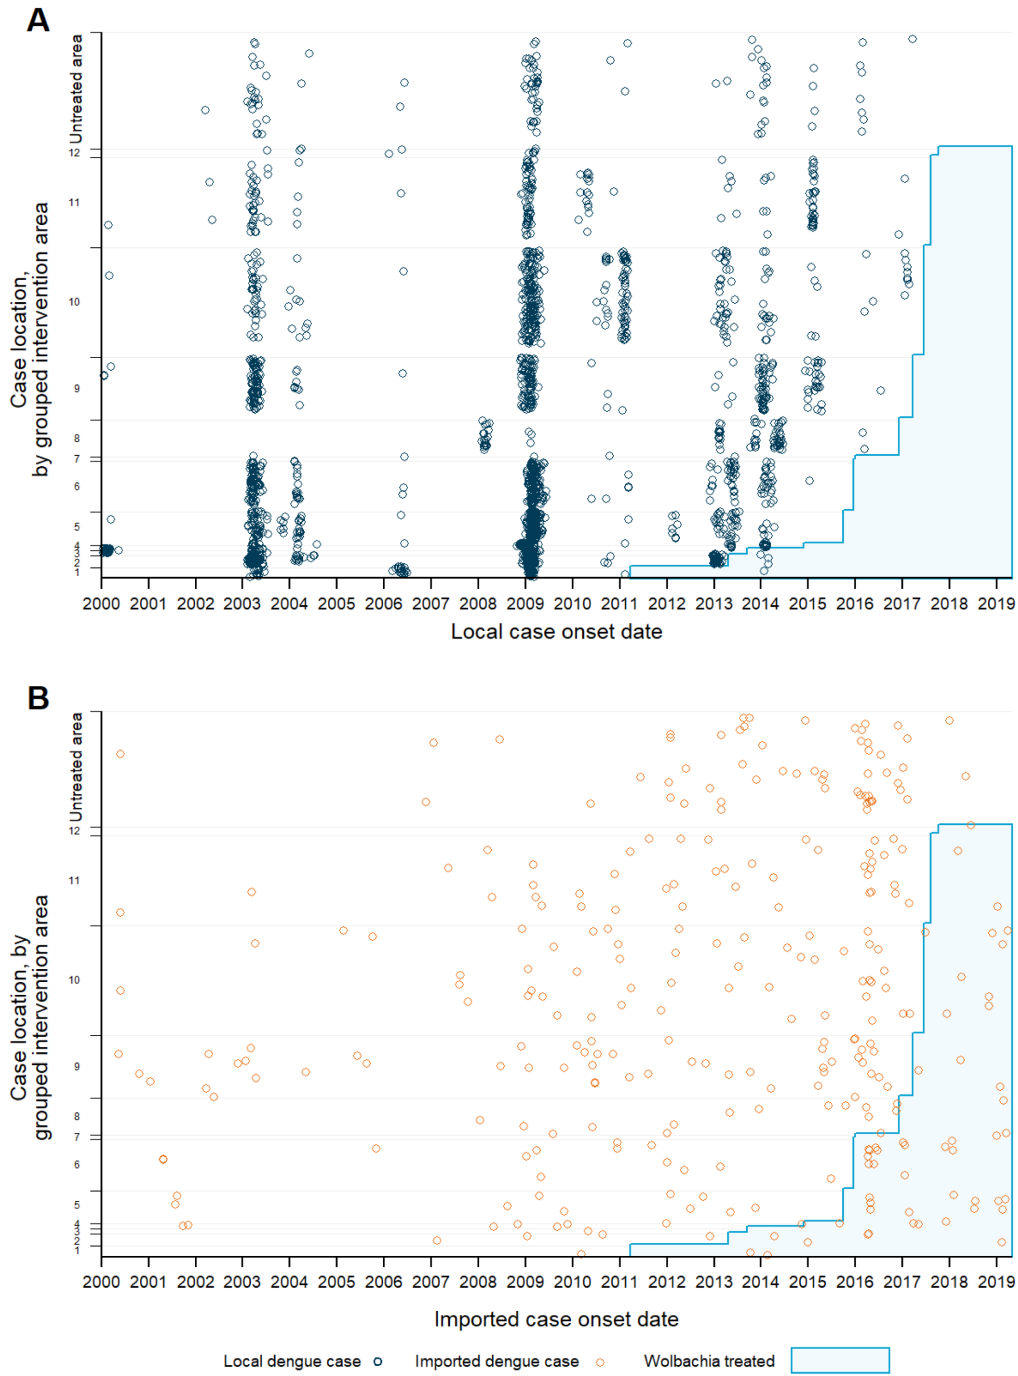 A
Untreated area
12
11
10
9
8
7
6
5
4
3
2
1
Case location,
by grouped intervention area
2000 2001 2002 2003 2004 2005 2006 2007 2008 2009 2010 2011 2012 2013 2014 2015 2016 2017 2018 2019
Local case onset date
B
Untreated area
12
11
10
9
8
7
6
5
4
3
2
1
Case location, by
grouped intervention area
2000 2001 2002 2003 2004 2005 2006 2007 2008 2009 2010 2011 2012 2013 2014 2015 2016 2017 2018 2019
Imported case onset date
Local dengue case Imported dengue case Wolbachia treated